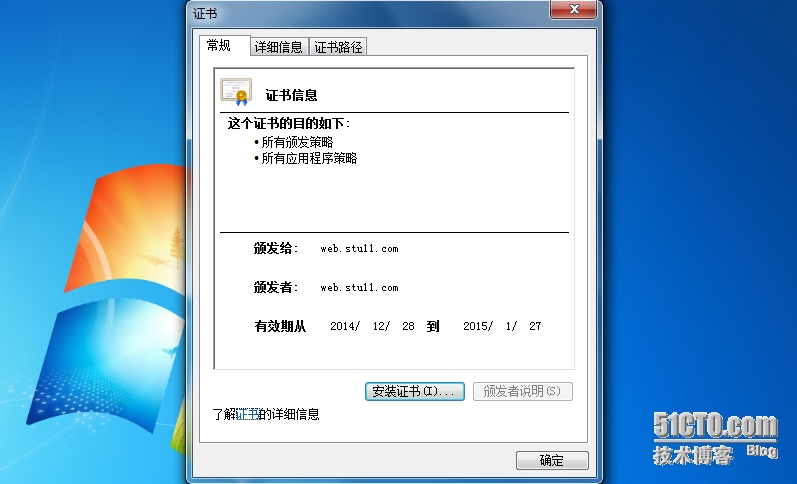 证书
常规 详细信息 证书路径
证书信息
这个证书的目的如下:
•所有颁发策略
•所有应用程序策略
颁发给: web.stu11.com
颁发者: web.stu11.com
有效期从 2014/ 12/ 28 到 2015/ 1/ 27
安装证书(I)... 颁发者说明(S)
了解证书的详细信息
确定
51CTO.com
技术博客 Blog